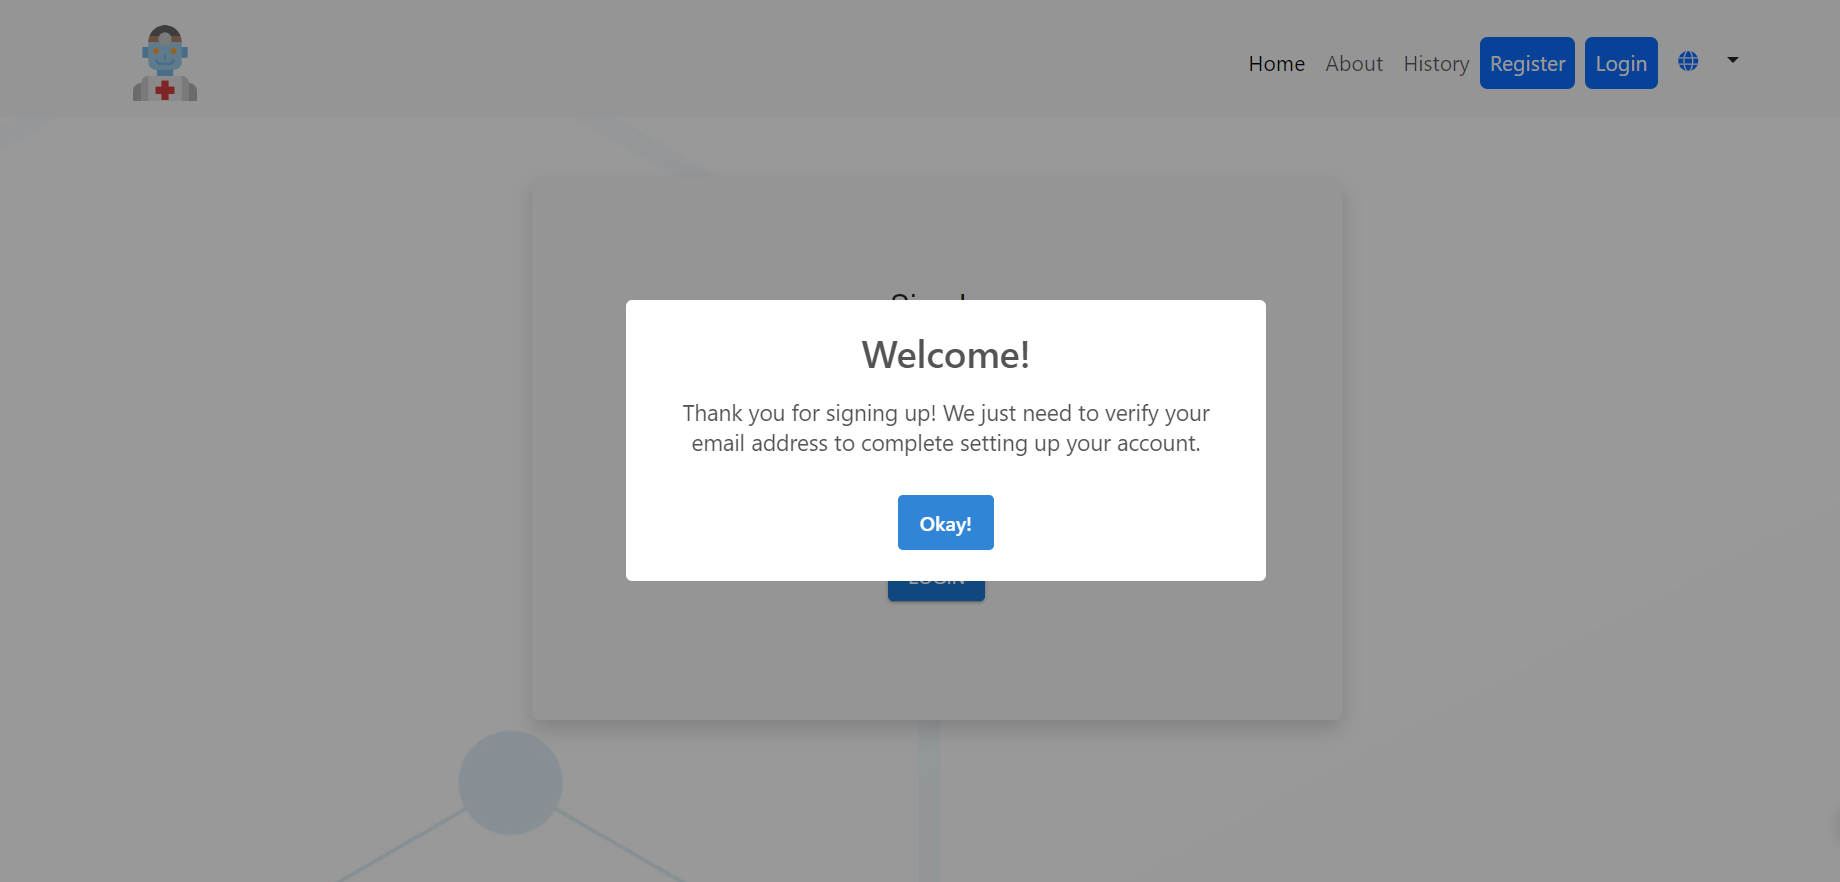 Home About History Register Login
Welcome!
Thank you for signing up! We just need to verify your
email address to complete setting up your account.
Okay!
LOGIN